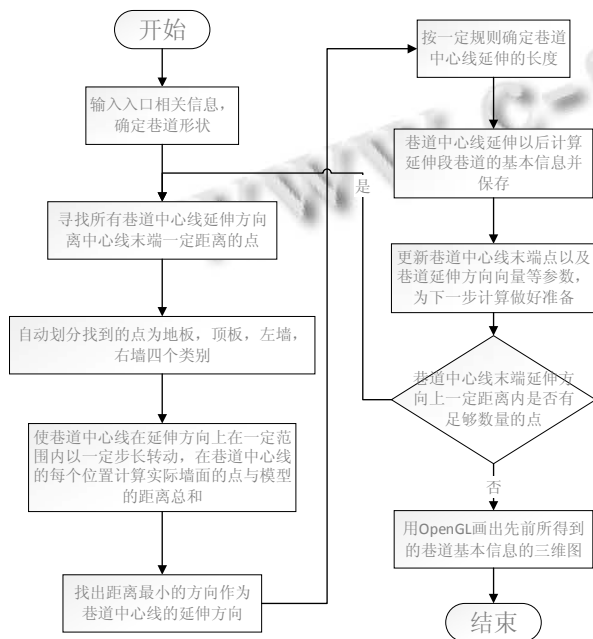 开始
输入入口相关信息，
确定巷道形状
寻找所有巷道中心线延伸方向
离中心线末端一定距离的点
自动划分找到的点为地板，顶板，左墙，
右墙四个类别
使巷道中心线在延伸方向上在一定范
围内以一定步长转动，在巷道中心线
的每个位置计算实际墙面的点与模型
的距离总和
找出距离最小的方向作为
巷道中心线的延伸方向
按一定规则确定巷道
中心线延伸的长度
巷道中心线延伸以后计算
延伸段巷道的基本信息并
保存
更新巷道中心线末端点以及
巷道延伸方向向量等参数，
为下一步计算做好准备
巷道中心线末端延伸方
向上一定距离内是否有
足够数量的点
是
否
用OpenGL画出先前所得到
的巷道基本信息的三维图
结束
www.c-